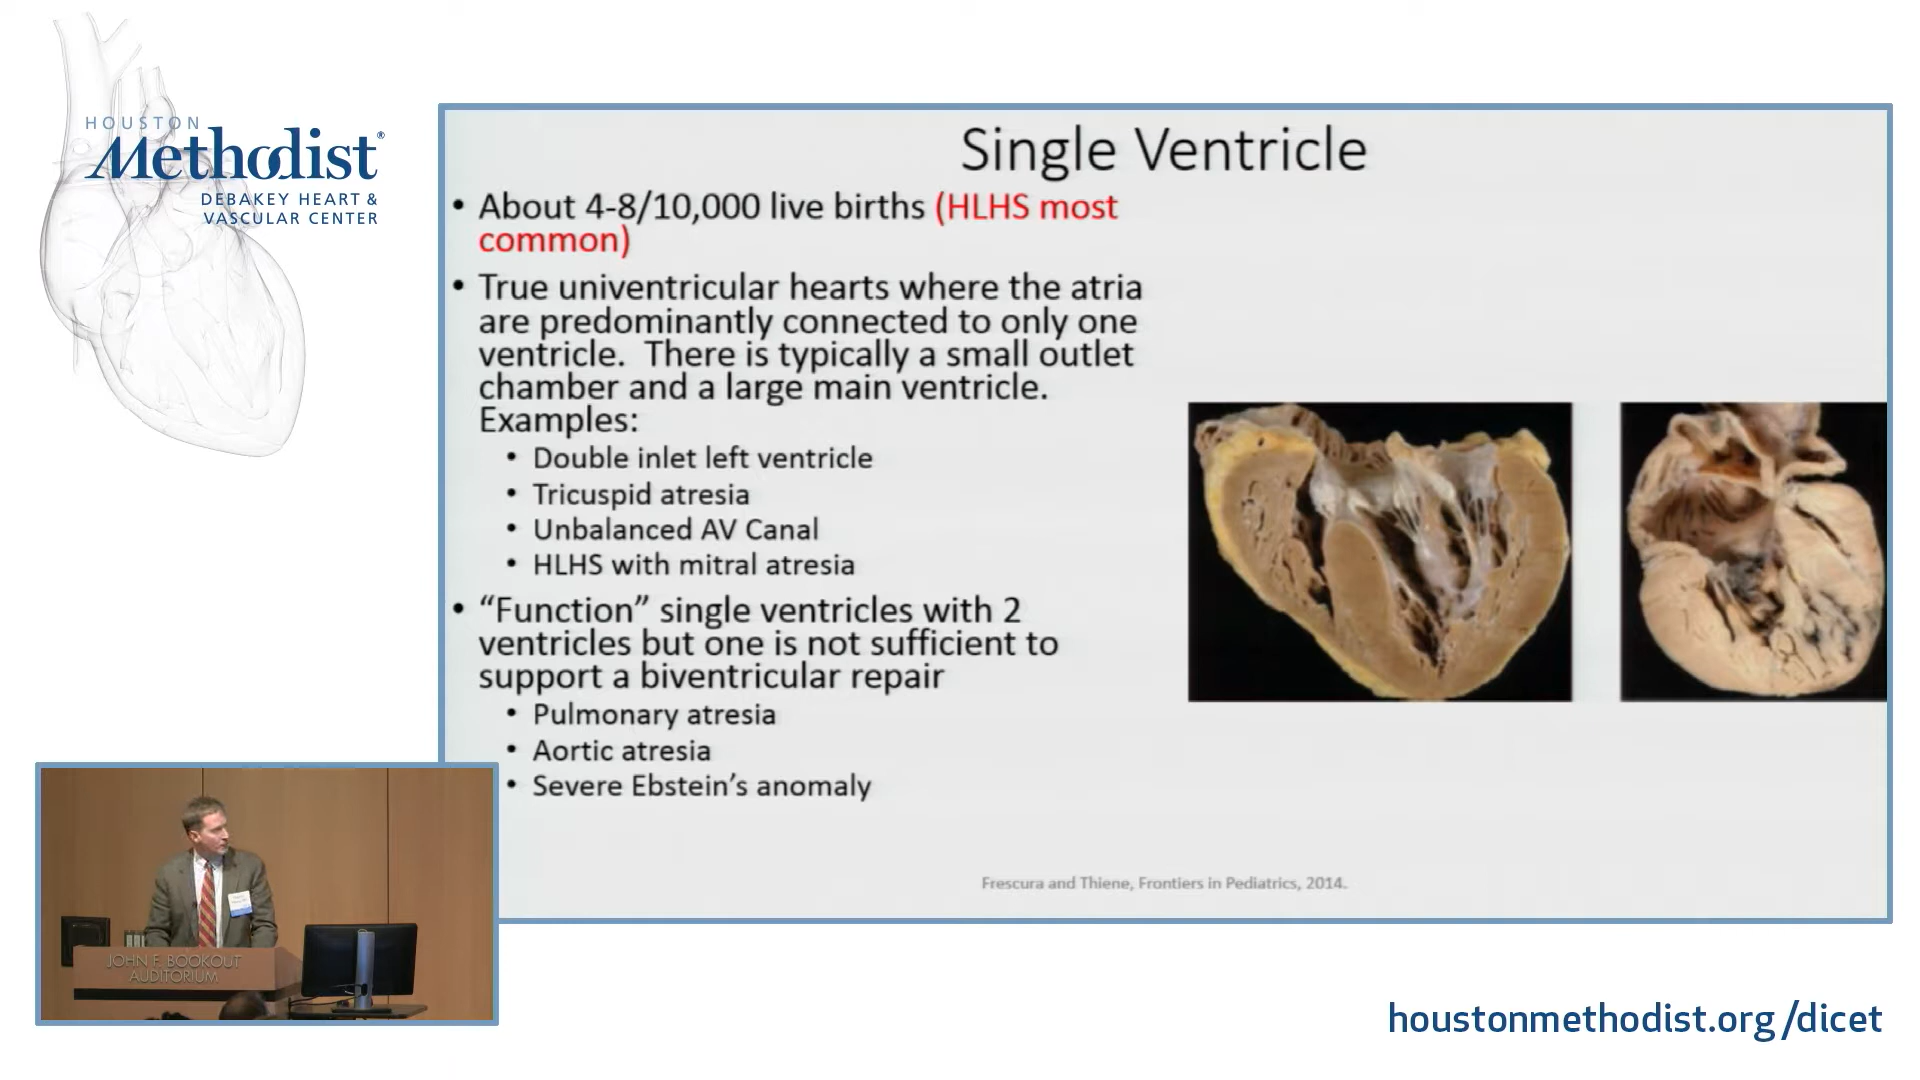 HOUSTON
Methodist®
DEBAKEY HEART &
VASCULAR CENTER
Single Ventricle
• About 4-8/10,000 live births (HLHS most
common)
• True univentricular hearts where the atria
are predominantly connected to only one
ventricle. There is typically a small outlet
chamber and a large main ventricle.
Examples:
• Double inlet left ventricle
• Tricuspid atresia
• Unbalanced AV Canal
• HLHS with mitral atresia
• “Function” single ventricles with 2
ventricles but one is not sufficient to
support a biventricular repair
• Pulmonary atresia
• Aortic atresia
• Severe Ebstein’s anomaly
Frescura and Thiene, Frontiers in Pediatrics, 2014.
JOHN F. BOOKOUT
AUDITORIUM
houstonmethodist.org/dicet